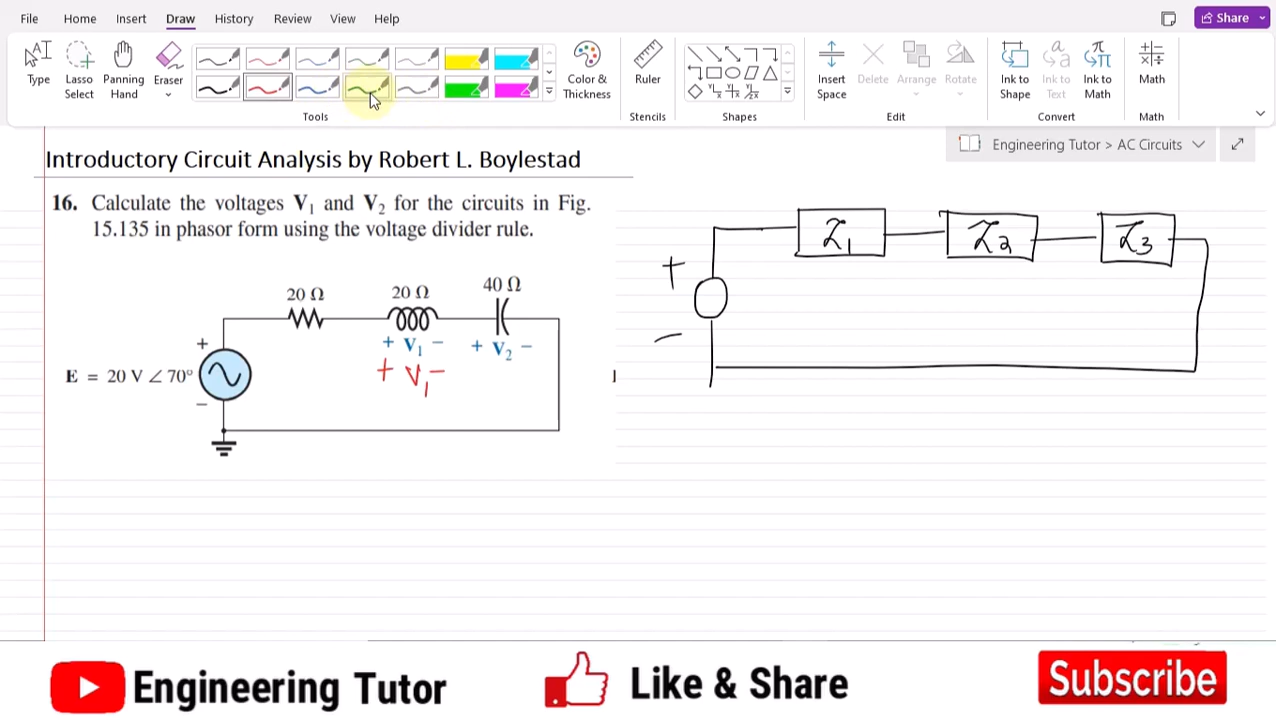 File Home Insert Draw History Review View Help
Share
Type
Lasso Select
Panning Hand
Eraser
Color & Thickness
Ruler
Insert Space
Delete
Arrange
Rotate
Ink to Shape
Ink to Text
Ink to Math
Math
Tools
Stencils
Shapes
Edit
Convert
Math
Introductory Circuit Analysis by Robert L. Boylestad
Engineering Tutor > AC Circuits
16. Calculate the voltages V1 and V2 for the circuits in Fig.
15.135 in phasor form using the voltage divider rule.
Z1
Z2
Z3
+
−
20 Ω
20 Ω
40 Ω
+ V1 −
+ V2 −
+ V1 −
+
E = 20 V ∠ 70°
−
Engineering Tutor
Like & Share
Subscribe